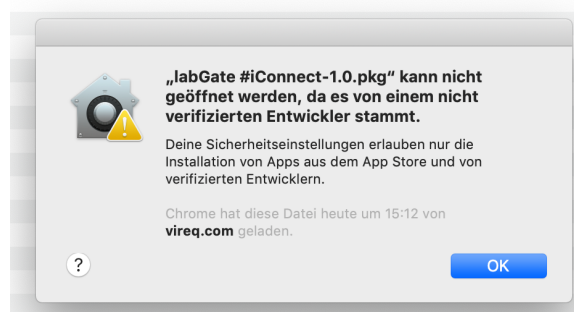 „labGate #iConnect-1.0.pkg“ kann nicht
geöffnet werden, da es von einem nicht
verifizierten Entwickler stammt.
Deine Sicherheitseinstellungen erlauben nur die
Installation von Apps aus dem App Store und von
verifizierten Entwicklern.
Chrome hat diese Datei heute um 15:12 von
vireq.com geladen.
?
OK